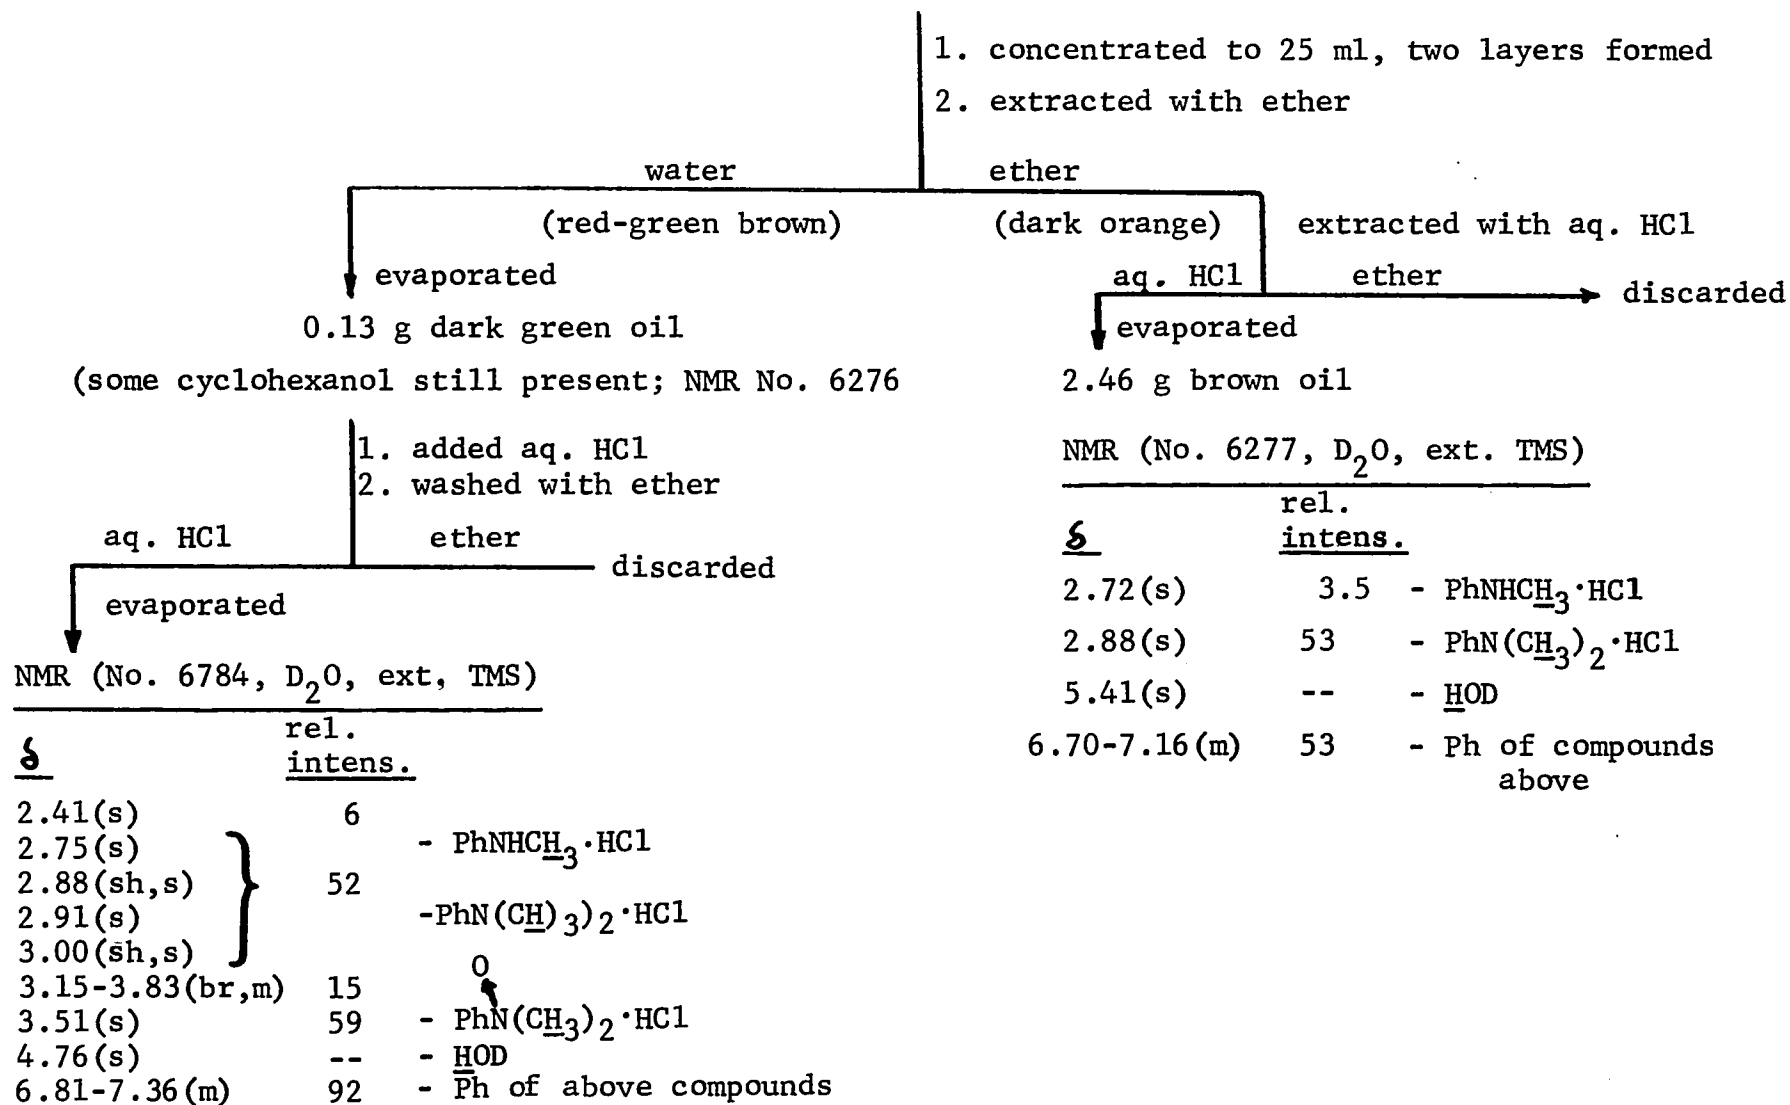 1. concentrated to 25 ml, two layers formed
2. extracted with ether
water
ether
(red-green brown)
(dark orange)
extracted with aq. HCl
evaporated
aq. HCl
ether
discarded
0.13 g dark green oil
evaporated
(some cyclohexanol still present; NMR No. 6276
2.46 g brown oil
1. added aq. HCl
2. washed with ether
aq. HCl
ether
discarded
evaporated
NMR (No. 6784, D2O, ext, TMS)
δ rel. intens.
2.41(s) 6
2.75(s) - PhNHCH3·HCl
2.88(sh,s) 52
2.91(s) -PhN(CH)3)2·HCl
3.00(sh,s)
3.15-3.83(br,m) 15
O
3.51(s) 59 - PhN(CH3)2·HCl
4.76(s) -- - HOD
6.81-7.36(m) 92 - Ph of above compounds
NMR (No. 6277, D2O, ext. TMS)
δ rel. intens.
2.72(s) 3.5 - PhNHCH3·HCl
2.88(s) 53 - PhN(CH3)2·HCl
5.41(s) -- - HOD
6.70-7.16(m) 53 - Ph of compounds
above